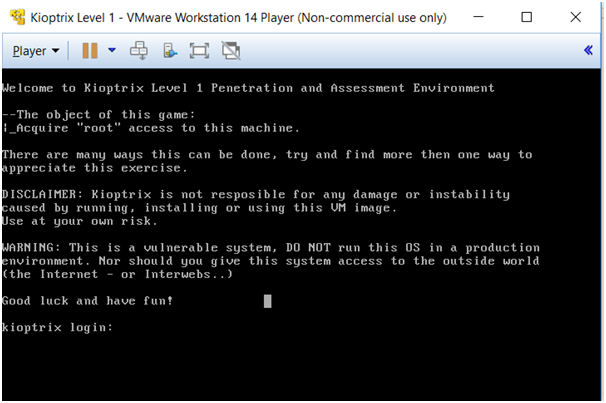 Kioptrix Level 1 - VMware Workstation 14 Player (Non-commercial use only)
Player
Welcome to Kioptrix Level 1 Penetration and Assessment Environment
--The object of this game:
|_Acquire "root" access to this machine.
There are many ways this can be done, try and find more then one way to
appreciate this exercise.
DISCLAIMER: Kioptrix is not resposible for any damage or instability
caused by running, installing or using this VM image.
Use at your own risk.
WARNING: This is a vulnerable system, DO NOT run this OS in a production
environment. Nor should you give this system access to the outside world
(the Internet - or Interwebs..)
Good luck and have fun!
kioptrix login: